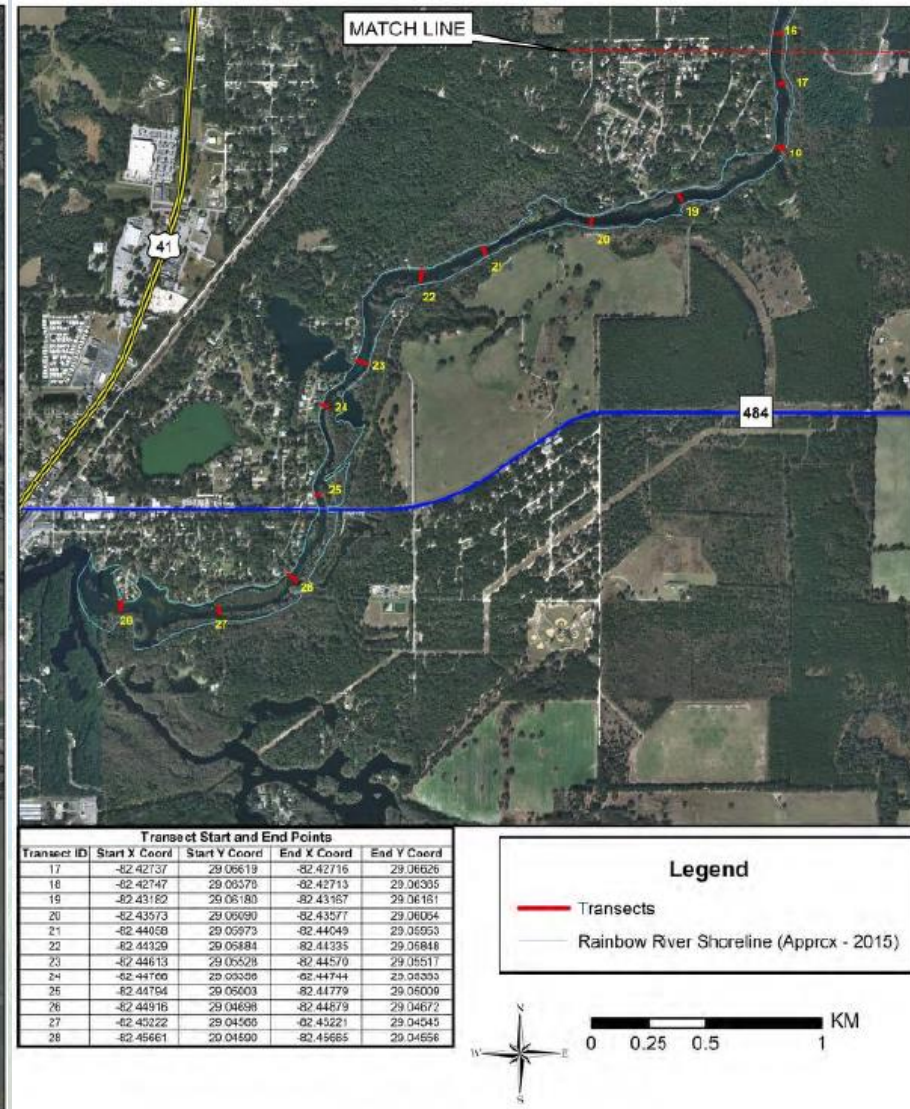 MATCH LINE
16
17
19
20
21
22
23
24
25
27
41
484
Transect Start and End Points
Transect ID Start X Coord Start Y Coord End X Coord End Y Coord
17 -82.42737 29.06619 -82.42716 29.06626
18 -82.42747 -82.42713 29.06365
19 -82.43182 29.06180 -82.43167 29.06161
20 -82.43573 29.06090 -82.43577 29.06064
21 -82.44058 29.05973 -82.44049 29.05953
22 -82.44329 29.05884 -82.44335 29.05848
23 -82.44613 29.05528 -82.44570 29.05517
24 -82.44766 -82.44744
25 -82.44794 29.05003 -82.44779 29.05009
26 -82.44916 29.04698 -82.44879 29.04672
27 -82.45222 29.04566 -82.45221 29.04545
28 -82.45661 29.04590 -82.45665 29.04556
Legend
Transects
Rainbow River Shoreline (Approx - 2015)
N
W E
S
KM
0 0.25 0.5 1